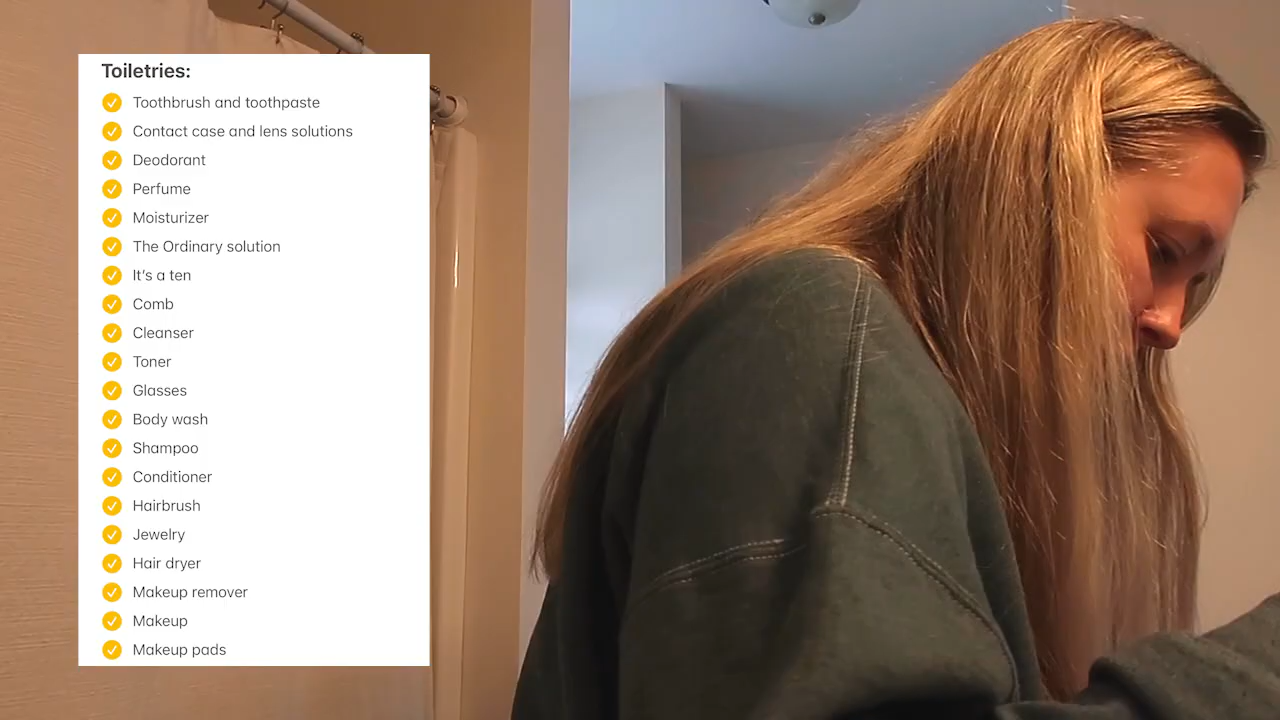 Toiletries:
Toothbrush and toothpaste
Contact case and lens solutions
Deodorant
Perfume
Moisturizer
The Ordinary solution
It's a ten
Comb
Cleanser
Toner
Glasses
Body wash
Shampoo
Conditioner
Hairbrush
Jewelry
Hair dryer
Makeup remover
Makeup
Makeup pads